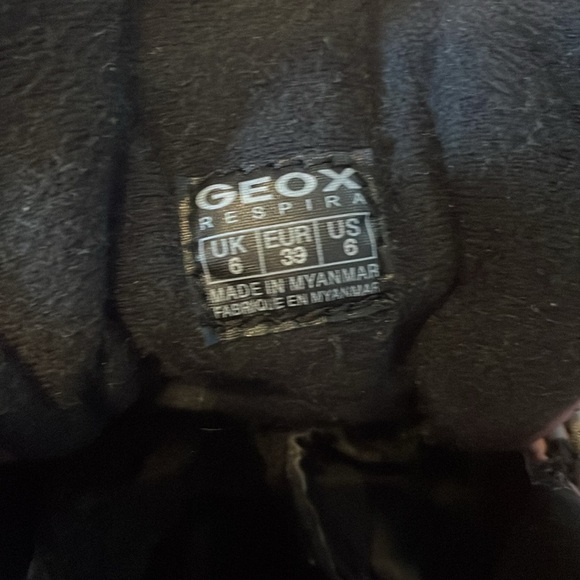 GEOX
RESPIRA
UK EUR US
6 39 6
MADE IN MYANMAR
FABRIQUE EN MYANMAR